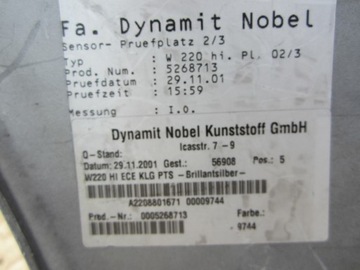 Fa. Dynamit Nobel
Sensor- Pruefplatz 2/3
Typ : W 220 hi. Pl. 02/3
Prod. Num. : 5268713
Pruefdatum : 29.11.01
Pruefzeit : 15:59
Messung : I.O.
Dynamit Nobel Kunststoff GmbH
Icasstr. 7 - 9
Q-Stand:
Datum: 29.11.2001 Gest.: 56908 Pos.: 5
W220 HI ECE KLG PTS -Brillantsilber-
A2208801671 00009744
Prod.-Nr.: 0005268713 Farbe.:
9744